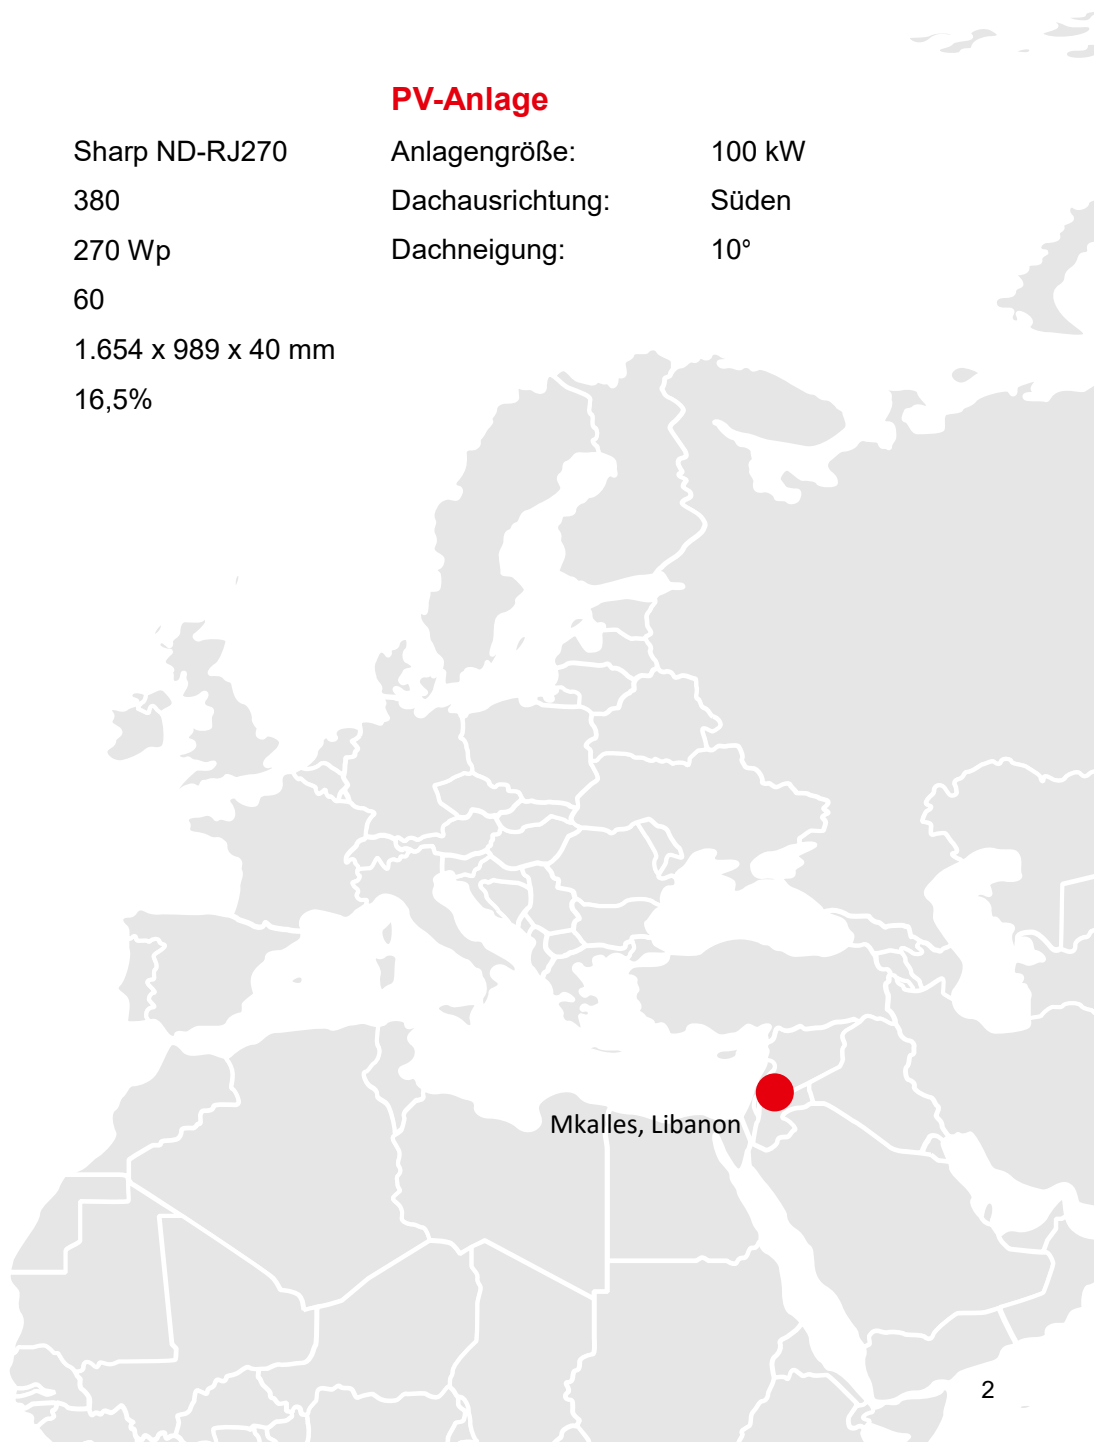 PV-Anlage
Sharp ND-RJ270 Anlagengröße: 100 kW
380 Dachausrichtung: Süden
270 Wp Dachneigung: 10°
60
1.654 x 989 x 40 mm
16,5%
Mkalles, Libanon
2